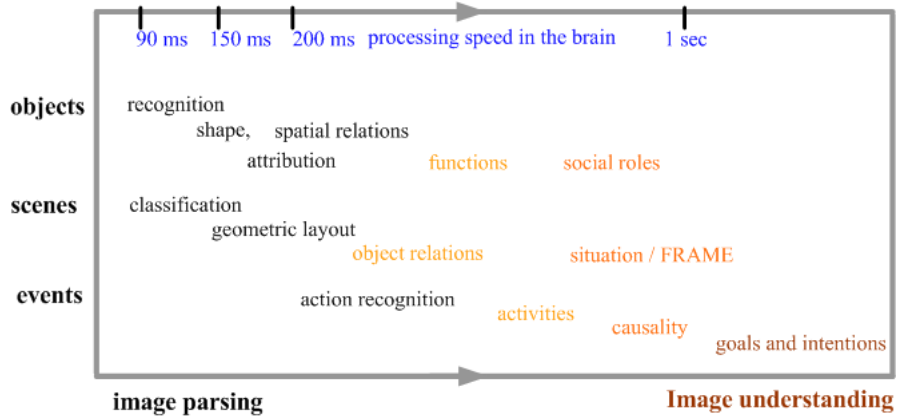 90 ms 150 ms 200 ms processing speed in the brain 1 sec
objects recognition
shape, spatial relations
attribution functions social roles
scenes classification
geometric layout
object relations situation / FRAME
events action recognition
activities
causality
goals and intentions
image parsing Image understanding